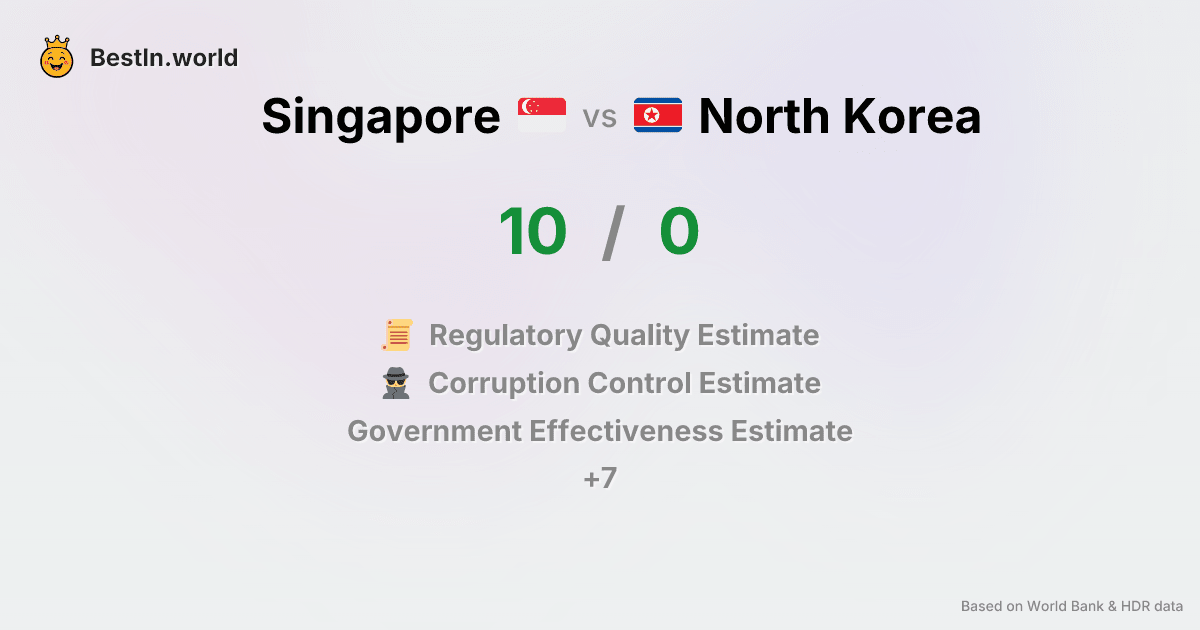 BestIn.world
Singapore vs North Korea
10 / 0
Regulatory Quality Estimate
Corruption Control Estimate
Government Effectiveness Estimate
+7
Based on World Bank & HDR data